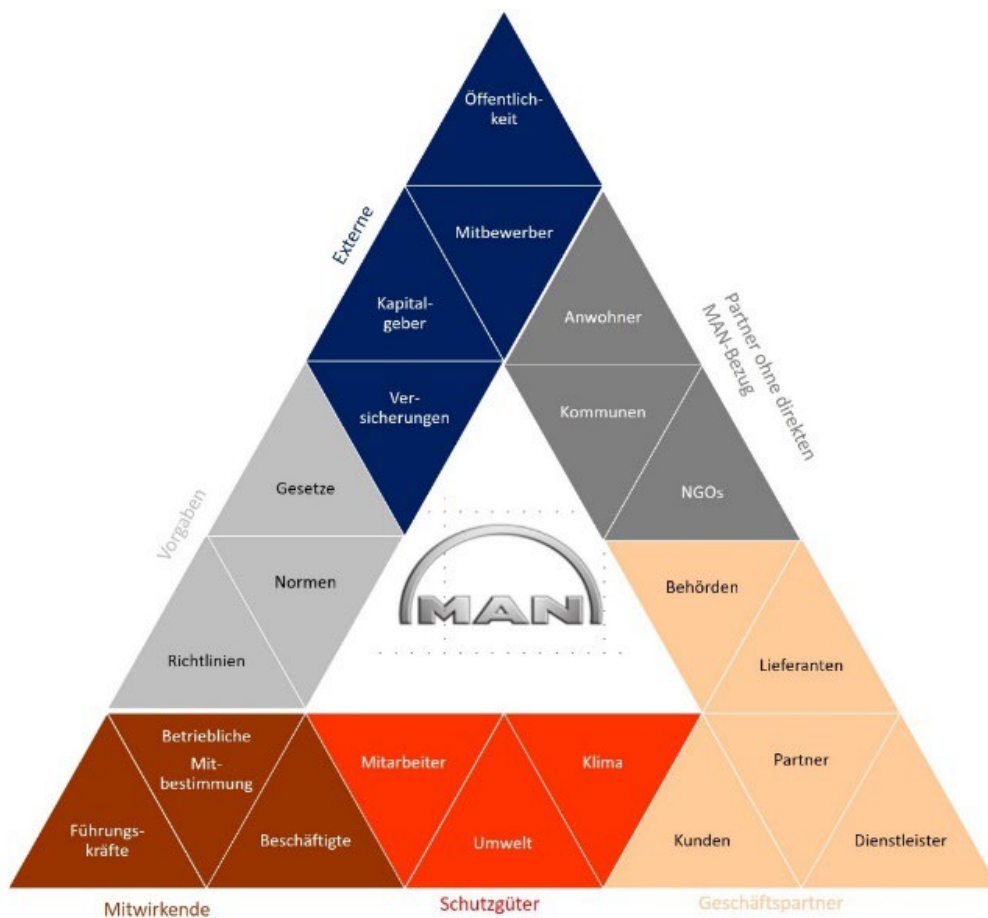 Öffentlich-
keit
Externe
Mitbewerber
Kapital-
geber
Anwohner
Partner ohne direkten
MAN-Bezug
Ver-
sicherungen
Kommunen
Gesetze
NGOs
Vorgaben
Normen
Behörden
MAN
Richtlinien
Lieferanten
Betriebliche
Mit-
bestimmung
Mitarbeiter
Klima
Partner
Führungs-
kräfte
Beschäftigte
Umwelt
Kunden
Dienstleister
Mitwirkende
Schutzgüter
Geschäftspartner